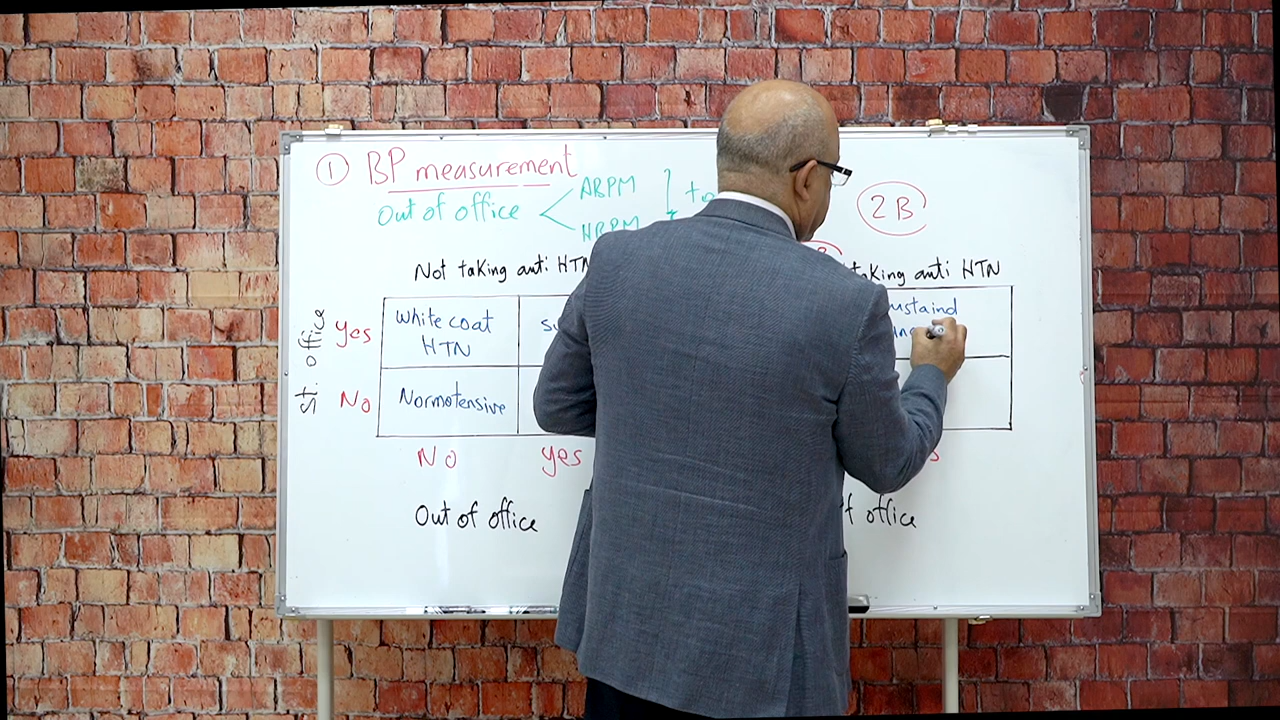 ① BP measurement
Out of office
ABPM
HBPM
2B
Not taking anti HTN
taking anti HTN
St. office
yes
No
white coat
HTN
Normotensive
No
yes
Out of office
office